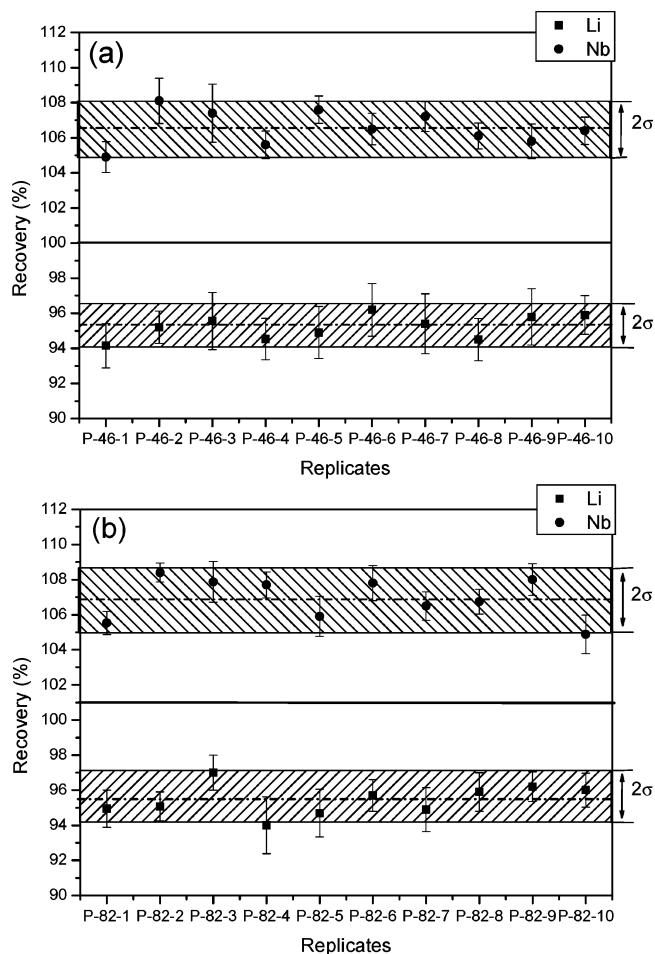 112
110
108
106
104
102
100
98
96
94
92
90
Recovery (%)
(a)
Li
Nb
2σ
2σ
P-46-1 P-46-2 P-46-3 P-46-4 P-46-5 P-46-6 P-46-7 P-46-8 P-46-9 P-46-10
Replicates
112
110
108
106
104
102
100
98
96
94
92
90
Recovery (%)
(b)
Li
Nb
2σ
2σ
P-82-1 P-82-2 P-82-3 P-82-4 P-82-5 P-82-6 P-82-7 P-82-8 P-82-9 P-82-10
Replicates